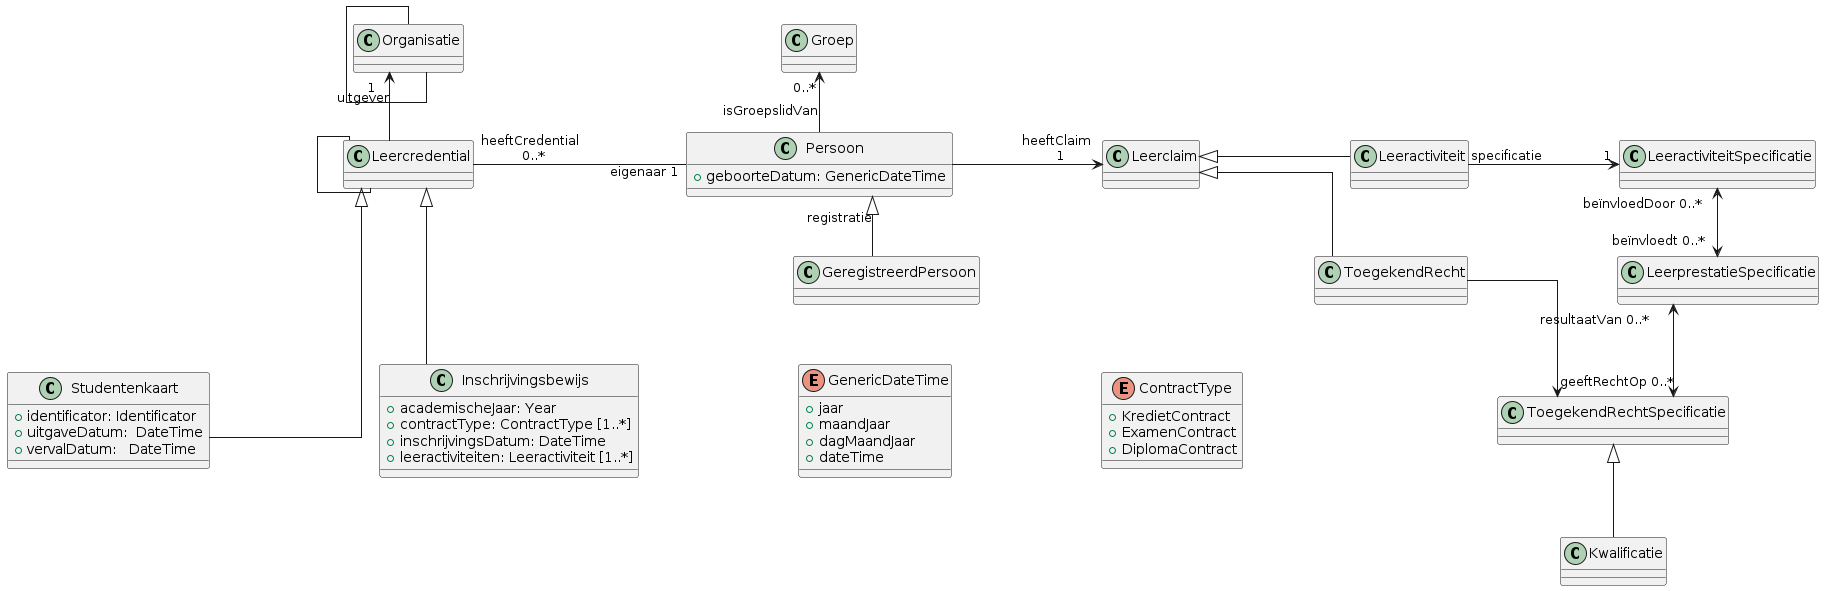 C Organisatie
C Groep
1
uitgever
0..*
isGroepslidVan
C Leercredential
heeftCredential
0..*
eigenaar 1
C Persoon
geboorteDatum: GenericDateTime
heeftClaim
1
C Leerclaim
C Leeractiviteit
specificatie
1
C LeeractiviteitSpecificatie
registratie
beïnvloedDoor 0..*
beïnvloedt 0..*
C GeregistreerdPersoon
C ToegekendRecht
C LeerprestatieSpecificatie
resultaatVan 0..*
geeftRechtOp 0..*
C Studentenkaart
identificator: Identificator
uitgaveDatum: DateTime
vervalDatum: DateTime
C Inschrijvingsbewijs
academischeJaar: Year
contractType: ContractType [1..*]
inschrijvingsDatum: DateTime
leeractiviteiten: Leeractiviteit [1..*]
E GenericDateTime
jaar
maandJaar
dagMaandJaar
dateTime
E ContractType
KredietContract
ExamenContract
DiplomaContract
C ToegekendRechtSpecificatie
C Kwalificatie